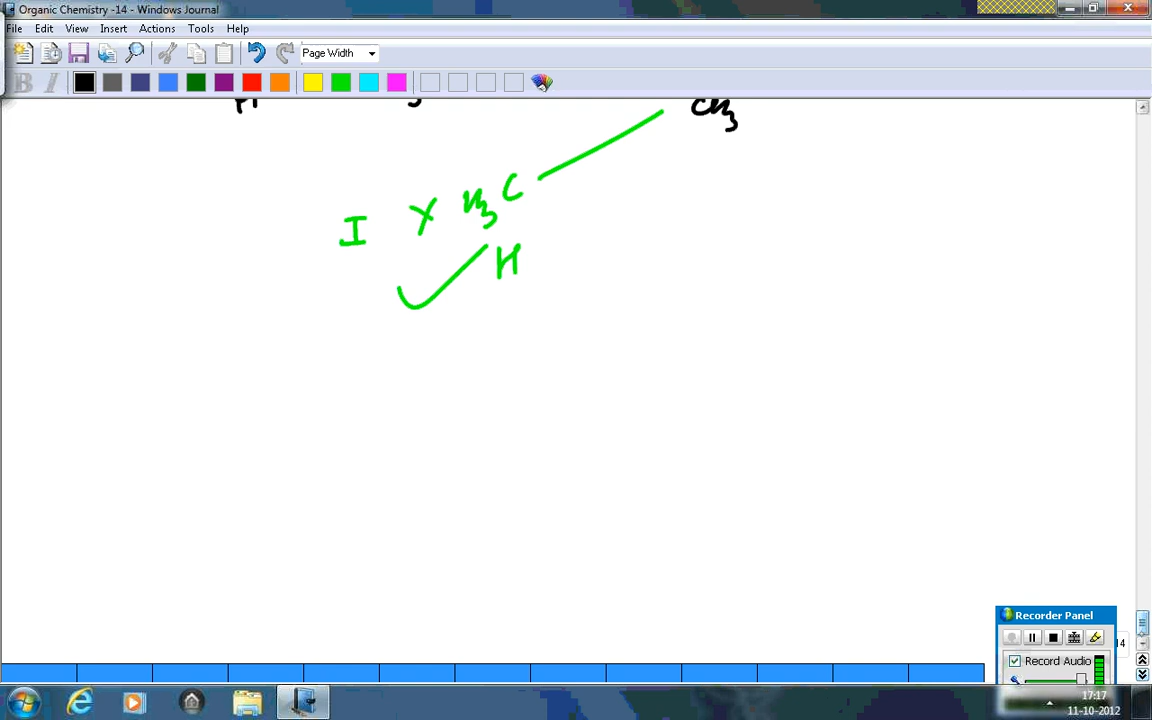 Organic Chemistry -14 - Windows Journal
File Edit View Insert Actions Tools Help
Page Width
B I
CH3
I X H3C
H
Recorder Panel
14
Record Audio
17:17
11-10-2012